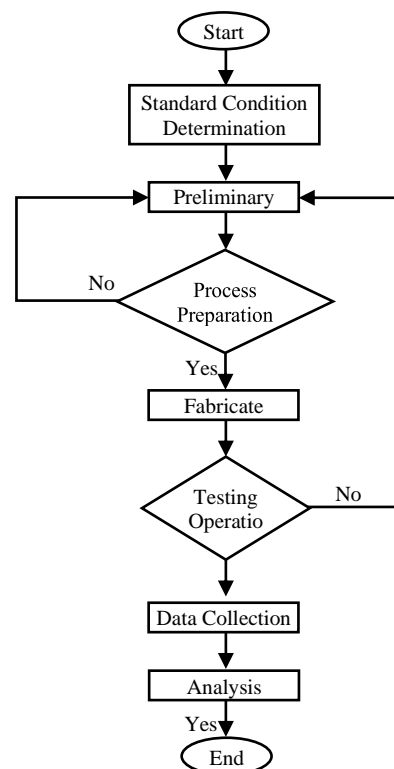 Start
Standard Condition
Determination
Preliminary
No
Process
Preparation
Yes
Fabricate
Testing
Operatio
No
Data Collection
Analysis
Yes
End